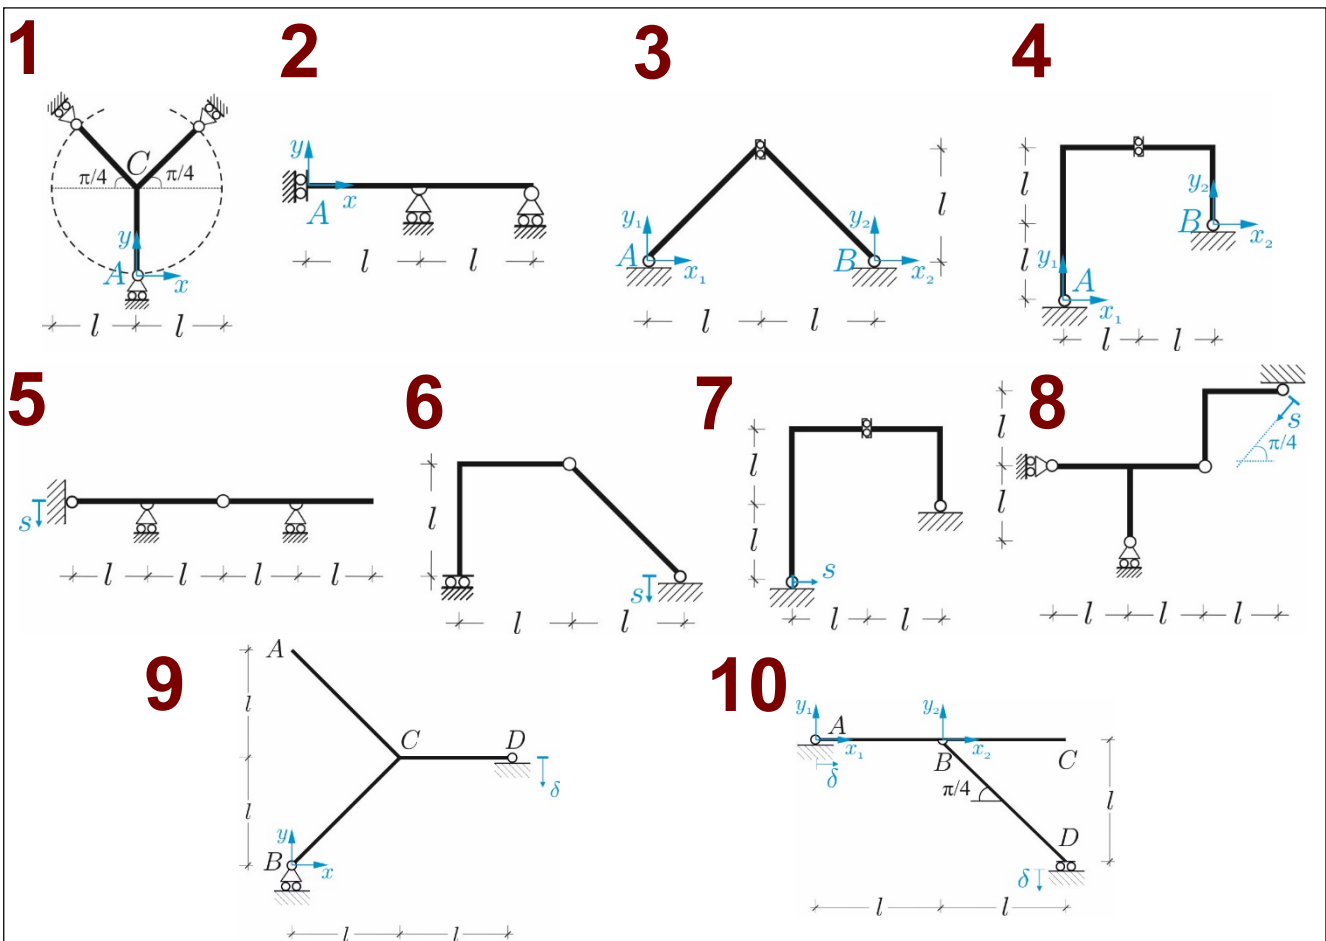 1
C
π/4 π/4
y
A x
l l
2
y
A x
l l
3
y₁ y₂
A x₁ B x₂
l
l l
4
l
y₂
B x₂
l y₁
A
x₁
l l
5
s
l l l l
6
l
s
l l
7
l
l
s
l l
8
l
s
π/4
l
l l l
9
A
l
C D
δ
l
y
B x
l l
10
y₁ A y₂
x₁ x₂
δ B C
π/4
l
D
δ
l l